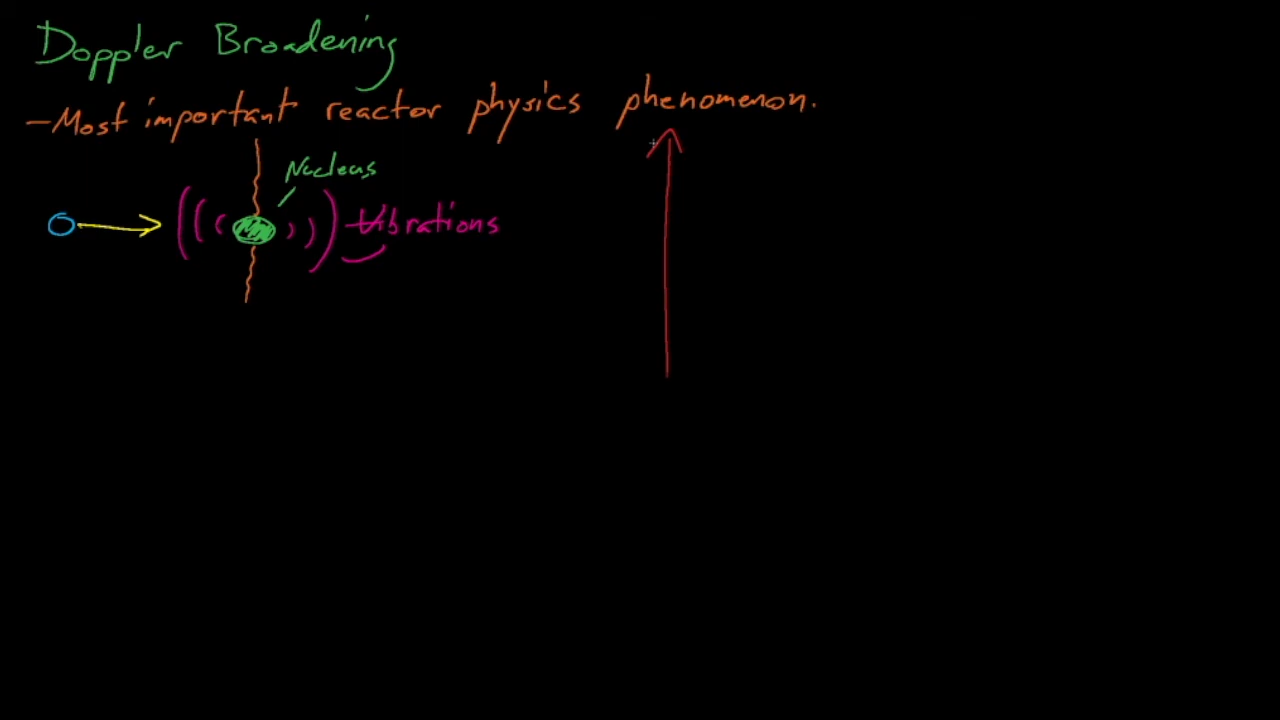 Doppler Broadening
- Most important reactor physics phenomenon.
Nucleus
Vibrations